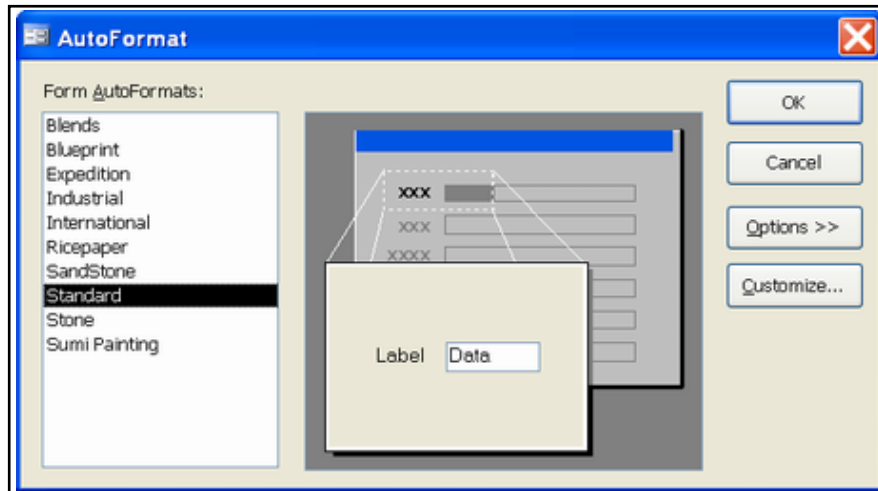 AutoFormat
Form AutoFormats:
Blends
Blueprint
Expedition
Industrial
International
Ricepaper
SandStone
Standard
Stone
Sumi Painting
xxx
xxx
xxxx
Label Data
OK
Cancel
Options >>
Customize...